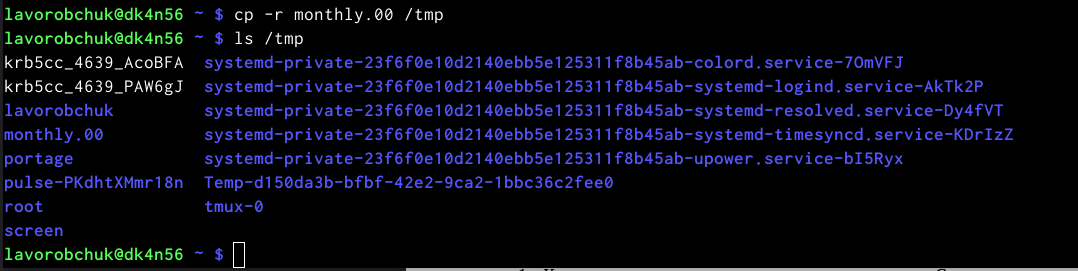 lavorobchuk@dk4n56 ~ $ cp -r monthly.00 /tmp
lavorobchuk@dk4n56 ~ $ ls /tmp
krb5cc_4639_AcoBFA  systemd-private-23f6f0e10d2140ebb5e125311f8b45ab-colord.service-7OmVFJ
krb5cc_4639_PAW6gJ  systemd-private-23f6f0e10d2140ebb5e125311f8b45ab-systemd-logind.service-AkTk2P
lavorobchuk         systemd-private-23f6f0e10d2140ebb5e125311f8b45ab-systemd-resolved.service-Dy4fVT
monthly.00          systemd-private-23f6f0e10d2140ebb5e125311f8b45ab-systemd-timesyncd.service-KDrIzZ
portage             systemd-private-23f6f0e10d2140ebb5e125311f8b45ab-upower.service-bI5Ryx
pulse-PKdhtXMmr18n  Temp-d150da3b-bfbf-42e2-9ca2-1bbc36c2fee0
root                tmux-0
screen
lavorobchuk@dk4n56 ~ $